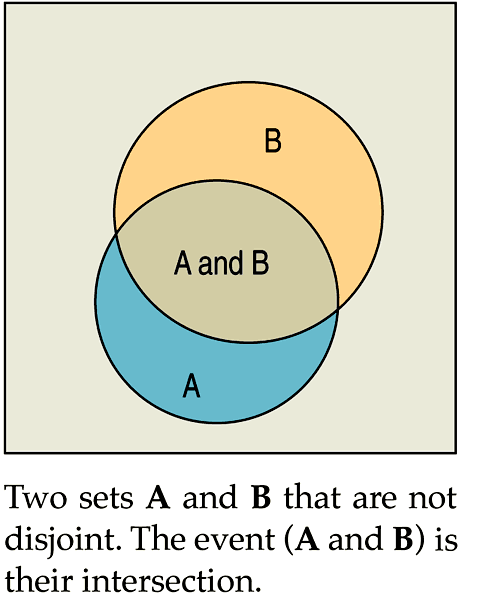 B
A and B
A
Two sets A and B that are not
disjoint. The event (A and B) is
their intersection.